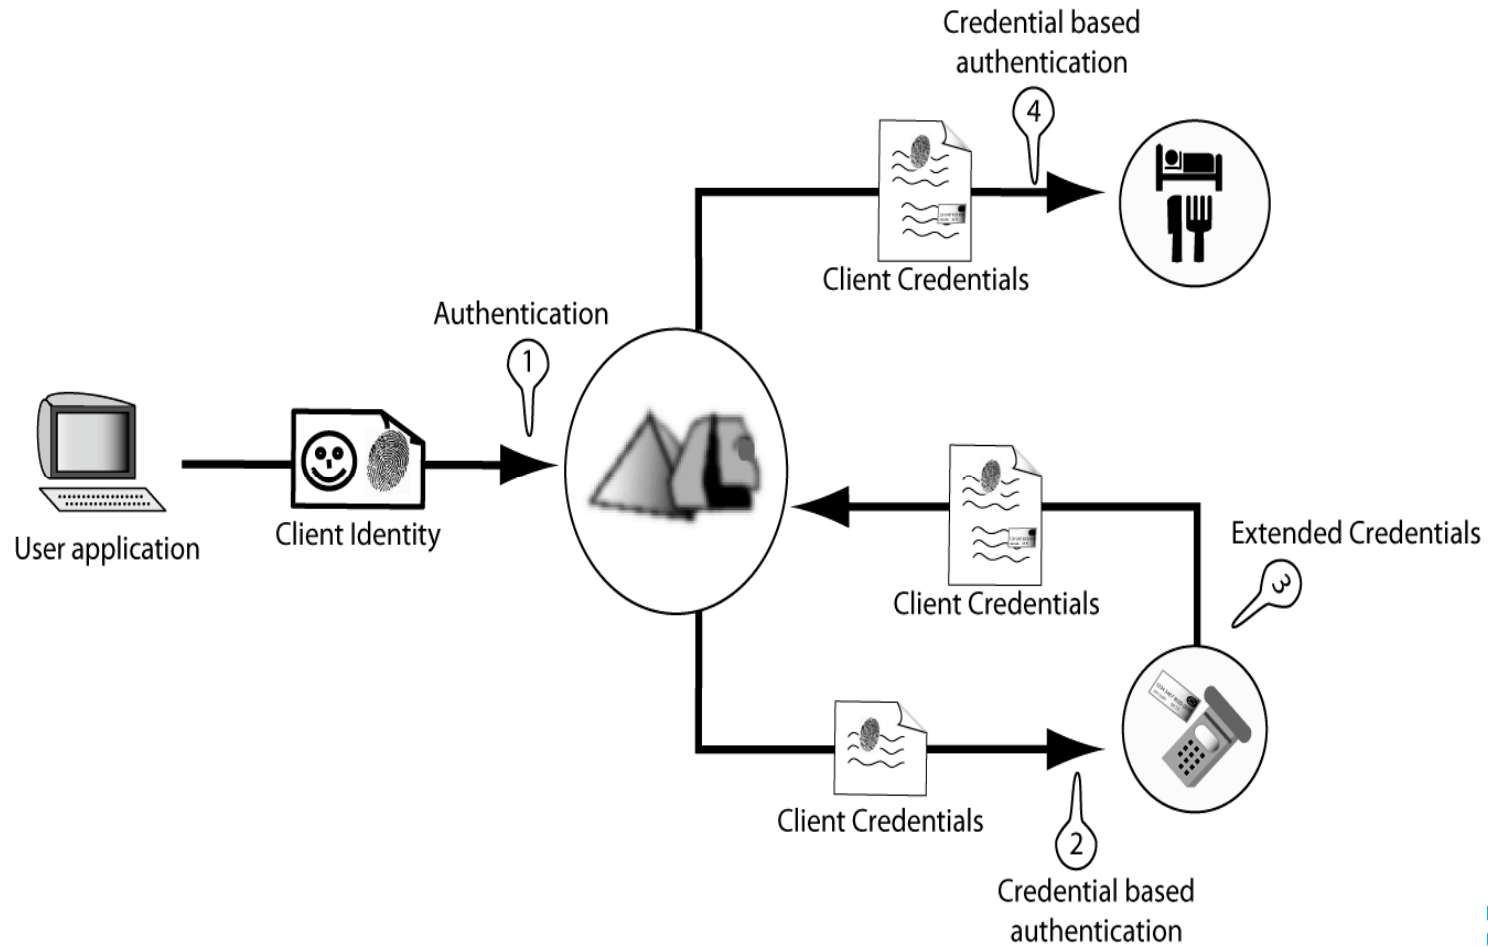 Credential based
authentication
4
Client Credentials
Authentication
1
Client Identity
User application
Extended Credentials
3
Client Credentials
Client Credentials
2
Credential based
authentication